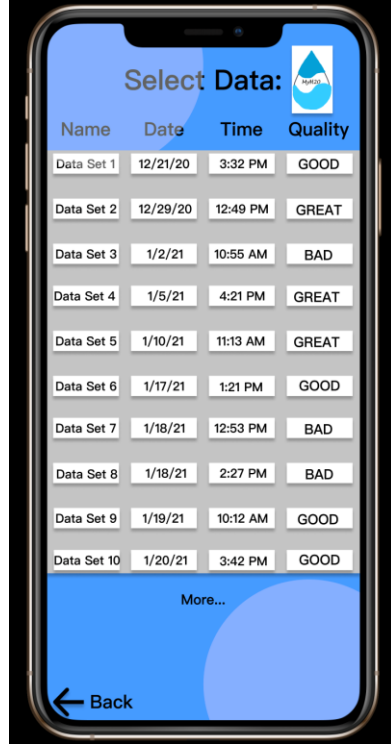 Select Data:
MyH2O
Name Date Time Quality
Data Set 1 12/21/20 3:32 PM GOOD
Data Set 2 12/29/20 12:49 PM GREAT
Data Set 3 1/2/21 10:55 AM BAD
Data Set 4 1/5/21 4:21 PM GREAT
Data Set 5 1/10/21 11:13 AM GREAT
Data Set 6 1/17/21 1:21 PM GOOD
Data Set 7 1/18/21 12:53 PM BAD
Data Set 8 1/18/21 2:27 PM BAD
Data Set 9 1/19/21 10:12 AM GOOD
Data Set 10 1/20/21 3:42 PM GOOD
More...
Back